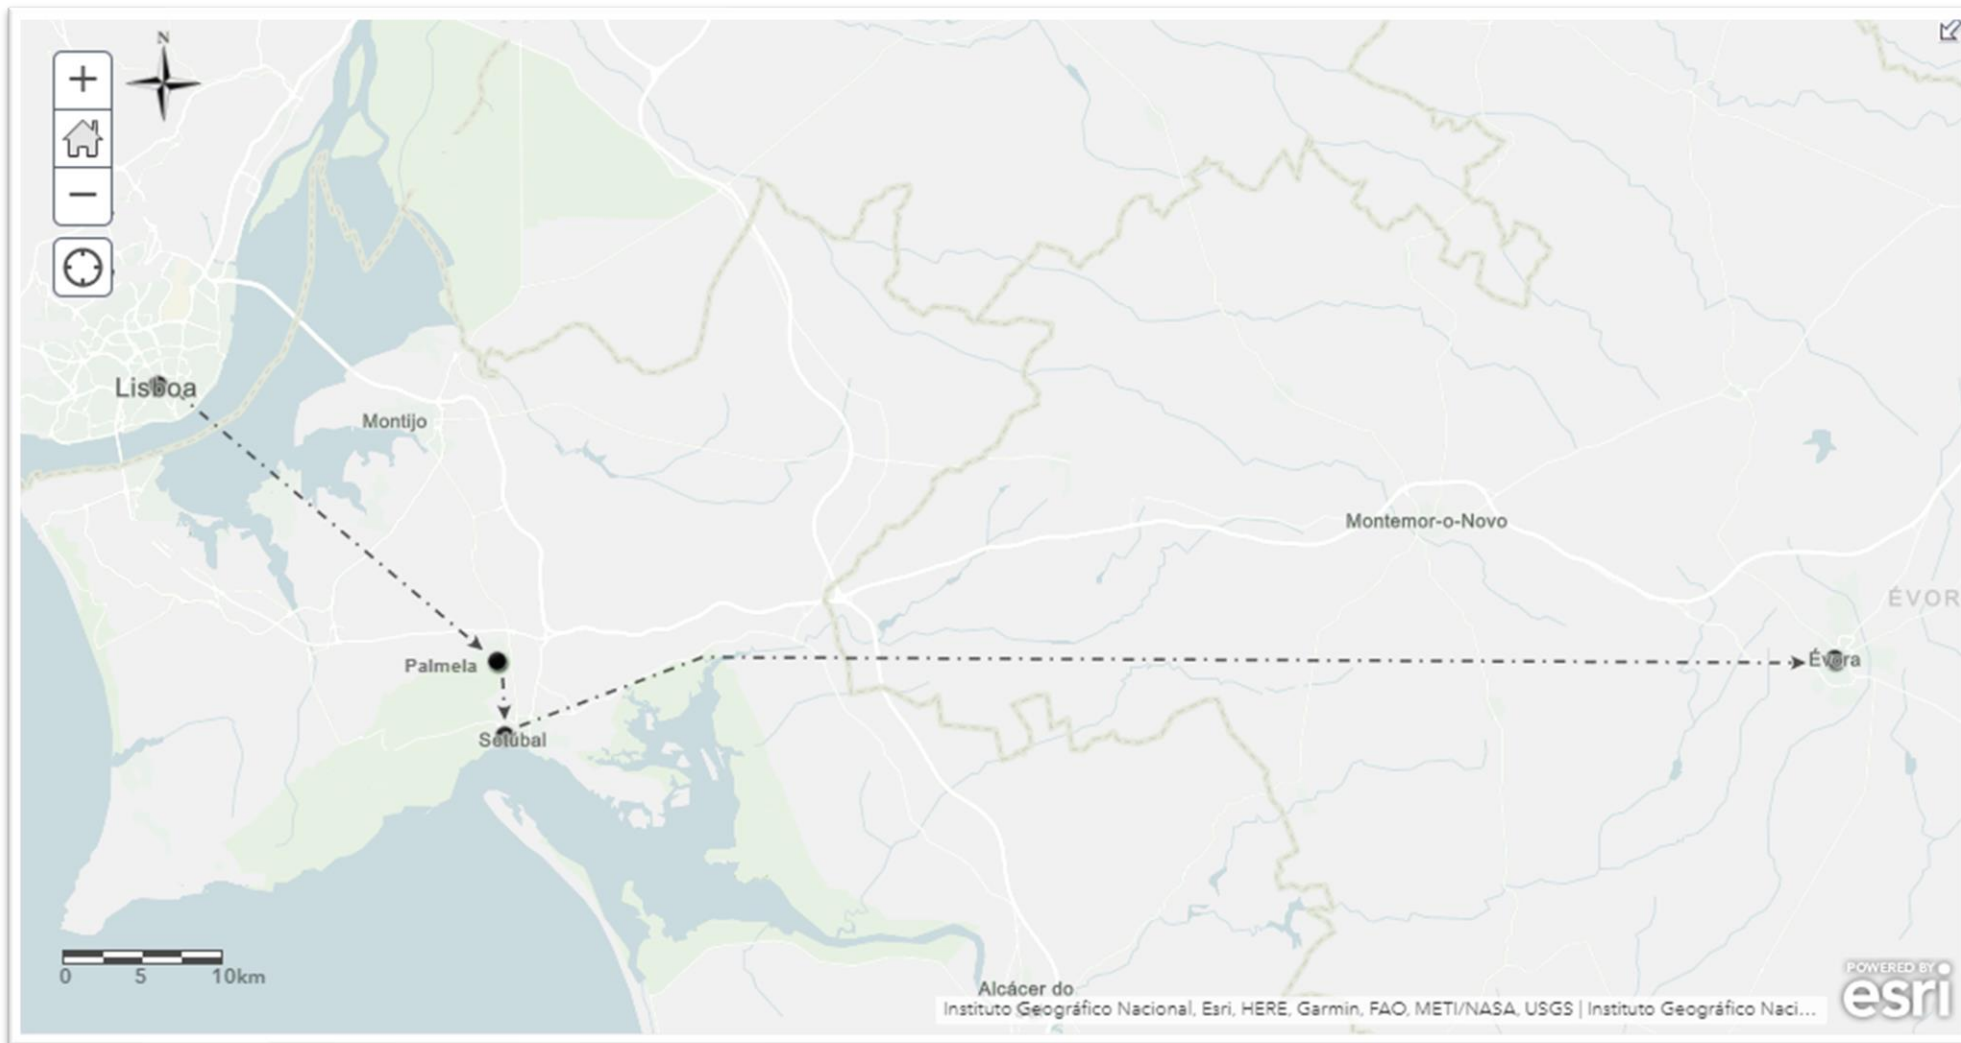 N
Lisboa
Montijo
Montemor-o-Novo
ÉVOR
Palmela
Évora
Setúbal
0 5 10km
Alcácer do
POWERED BY
esri
Instituto Geográfico Nacional, Esri, HERE, Garmin, FAO, METI/NASA, USGS | Instituto Geográfico Naci...